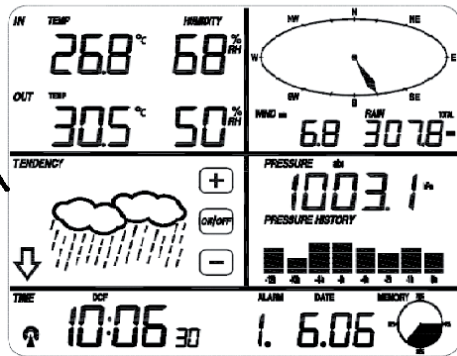 IN TEMP HUMIDITY
26.8 °C 68 % RH
OUT TEMP
30.5 °C 50 % RH
N
NW NE
W E
SW SE
S
WIND RAIN TOTAL
6.8 307.8
TENDENCY
+
ON/OFF
−
PRESSURE abs
1003.1
PRESSURE HISTORY
TIME DCF ALARM DATE MEMORY
10:06 30 1. 6.06